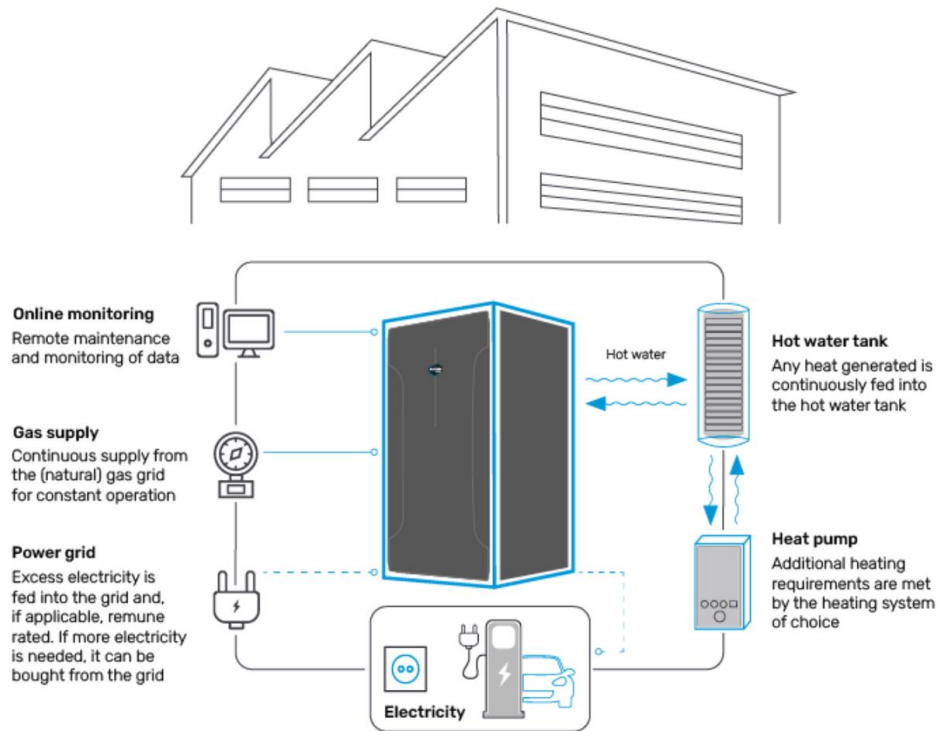 Online monitoring
Remote maintenance
and monitoring of data
Gas supply
Continuous supply from
the (natural) gas grid
for constant operation
Power grid
Excess electricity is
fed into the grid and,
if applicable, remune
rated. If more electricity
is needed, it can be
bought from the grid
Hot water
Electricity
Hot water tank
Any heat generated is
continuously fed into
the hot water tank
Heat pump
Additional heating
requirements are met
by the heating system
of choice